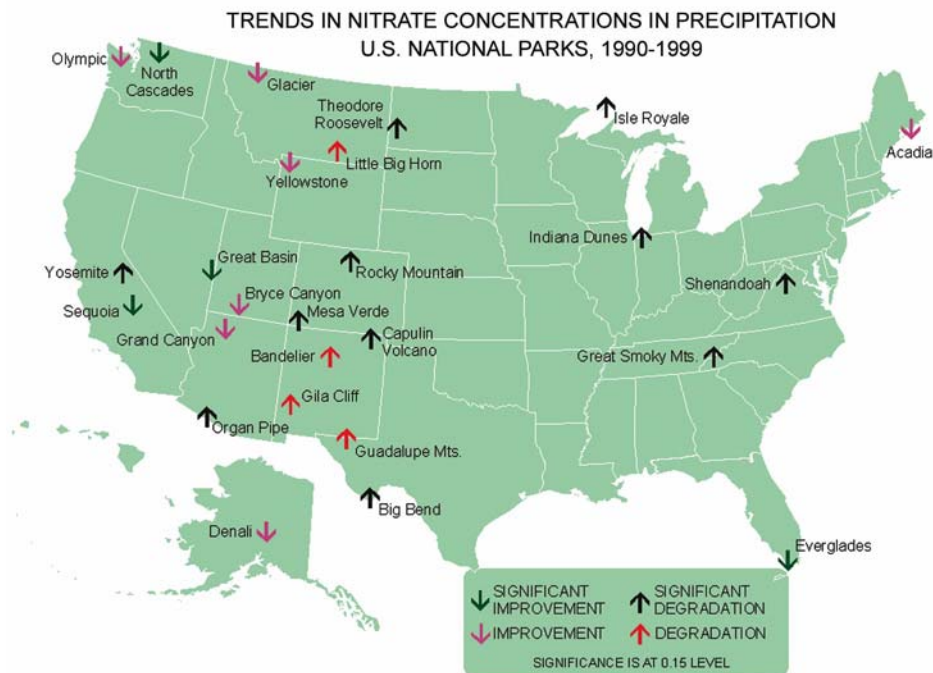 TRENDS IN NITRATE CONCENTRATIONS IN PRECIPITATION
U.S. NATIONAL PARKS, 1990-1999
Olympic
North
Cascades
Glacier
Theodore
Roosevelt
Isle Royale
Little Big Horn
Acadia
Yellowstone
Indiana Dunes
Great Basin
Yosemite
Rocky Mountain
Shenandoah
Bryce Canyon
Sequoia
Mesa Verde
Grand Canyon
Capulin
Volcano
Bandelier
Great Smoky Mts.
Gila Cliff
Organ Pipe
Guadalupe Mts.
Big Bend
Denali
Everglades
SIGNIFICANT
IMPROVEMENT
SIGNIFICANT
DEGRADATION
IMPROVEMENT
DEGRADATION
SIGNIFICANCE IS AT 0.15 LEVEL